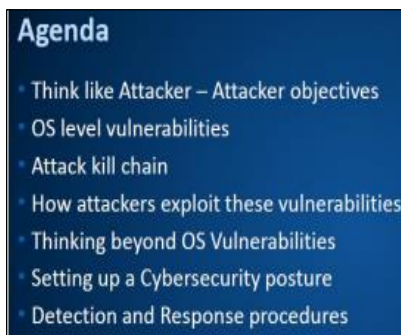 Agenda
Think like Attacker – Attacker objectives
OS level vulnerabilities
Attack kill chain
How attackers exploit these vulnerabilities
Thinking beyond OS Vulnerabilities
Setting up a Cybersecurity posture
Detection and Response procedures